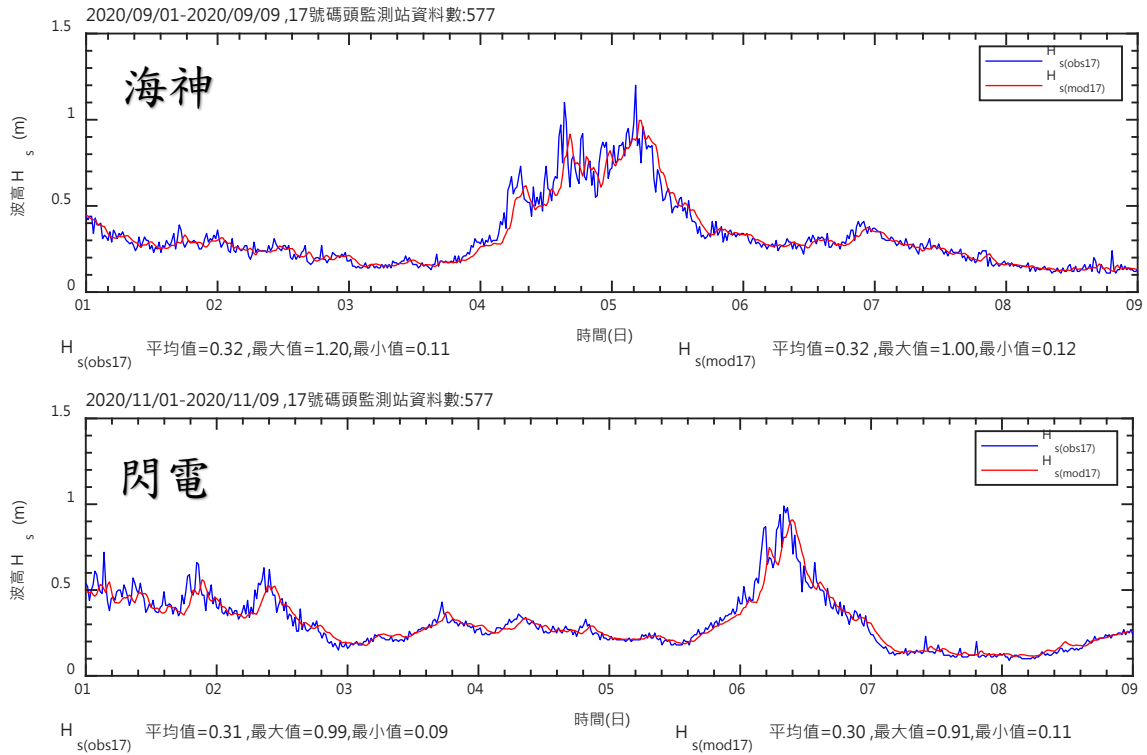 2020/09/01-2020/09/09 ,17號碼頭監測站資料數:577
海神
H s(obs17)
H s(mod17)
波高 H s (m)
1.5
1
0.5
0
01 02 03 04 05 06 07 08 09
時間(日)
H s(obs17) 平均值=0.32 ,最大值=1.20,最小值=0.11
H s(mod17) 平均值=0.32 ,最大值=1.00,最小值=0.12
2020/11/01-2020/11/09 ,17號碼頭監測站資料數:577
閃電
H s(obs17)
H s(mod17)
波高 H s (m)
1.5
1
0.5
0
01 02 03 04 05 06 07 08 09
時間(日)
H s(obs17) 平均值=0.31,最大值=0.99,最小值=0.09
H s(mod17) 平均值=0.30 ,最大值=0.91,最小值=0.11